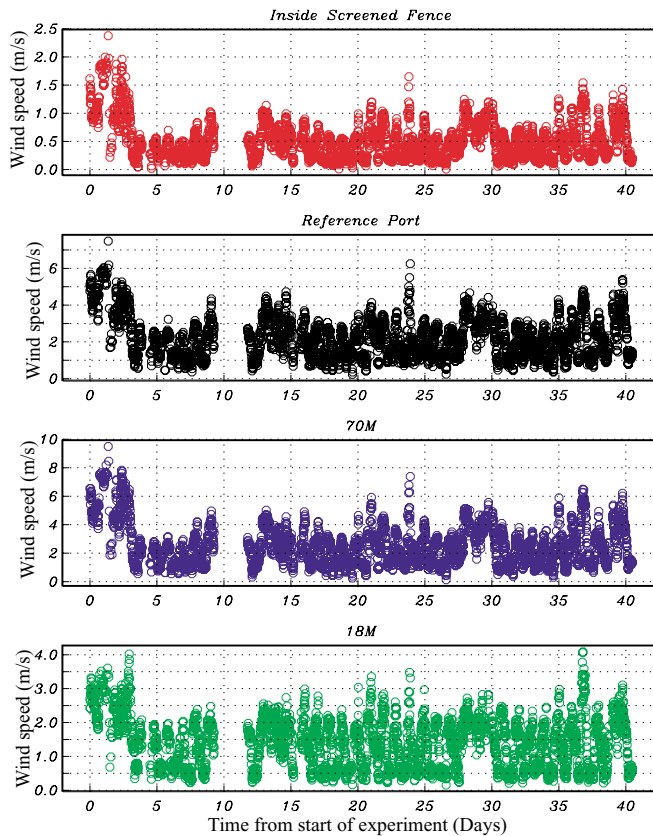 Inside Screened Fence
Wind speed (m/s)
2.5
2.0
1.5
1.0
0.5
0.0
0 5 10 15 20 25 30 35 40
Reference Port
Wind speed (m/s)
6
4
2
0
0 5 10 15 20 25 30 35 40
70M
Wind speed (m/s)
10
8
6
4
2
0
0 5 10 15 20 25 30 35 40
18M
Wind speed (m/s)
4.0
3.0
2.0
1.0
0.0
0 5 10 15 20 25 30 35 40
Time from start of experiment (Days)